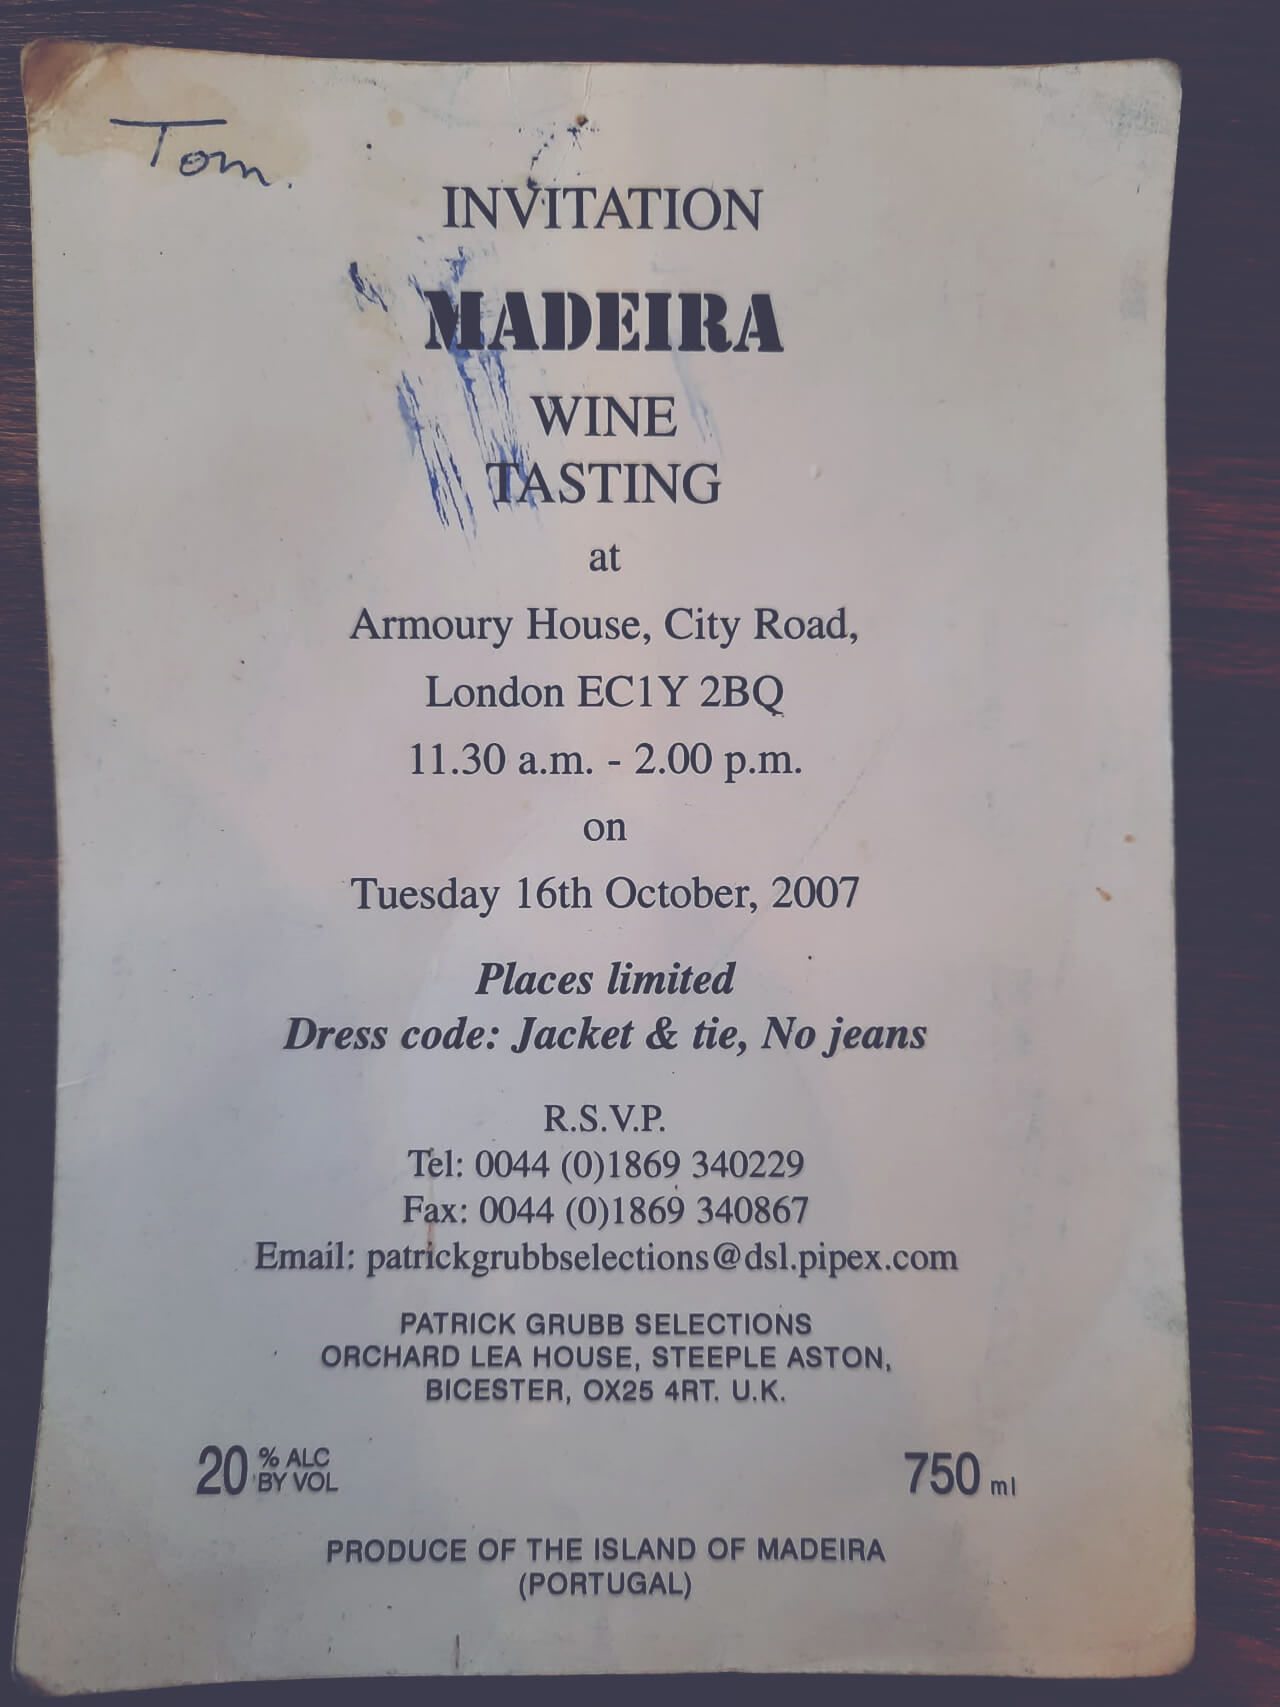 Tom.
INVITATION
MADEIRA
WINE
TASTING
at
Armoury House, City Road,
London EC1Y 2BQ
11.30 a.m. - 2.00 p.m.
on
Tuesday 16th October, 2007
Places limited
Dress code: Jacket & tie, No jeans
R.S.V.P.
Tel: 0044 (0)1869 340229
Fax: 0044 (0)1869 340867
Email: patrickgrubbselections@dsl.pipex.com
PATRICK GRUBB SELECTIONS
ORCHARD LEA HOUSE, STEEPLE ASTON,
BICESTER, OX25 4RT. U.K.
20 % ALC BY VOL 750 ml
PRODUCE OF THE ISLAND OF MADEIRA
(PORTUGAL)